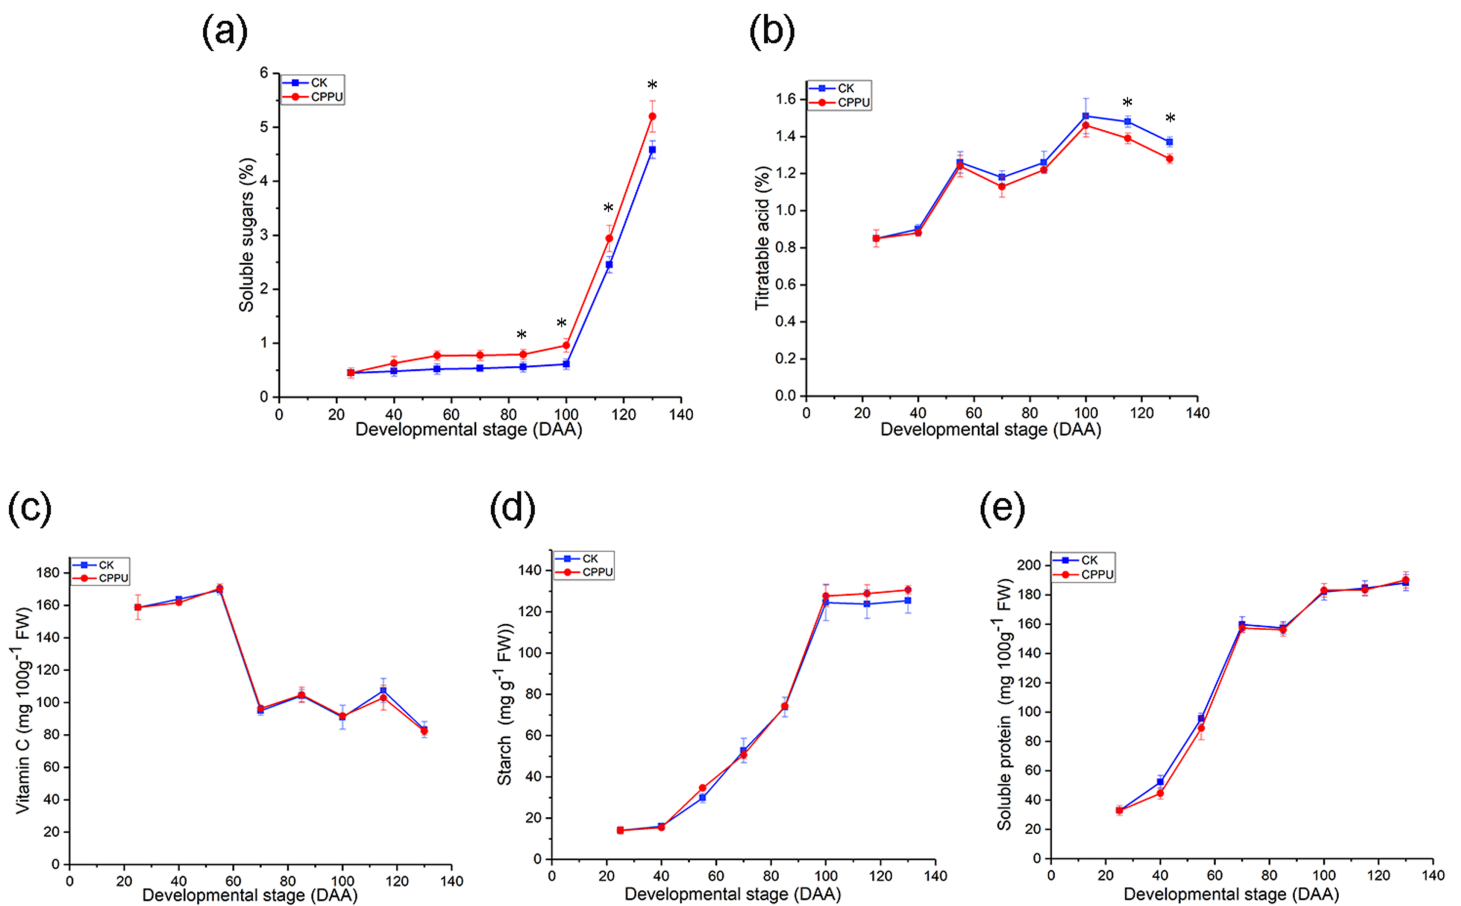 (a)
CK
CPPU
6
5
4
3
2
1
0
Soluble sugars (%)
* * * *
0 20 40 60 80 100 120 140
Developmental stage (DAA)
(b)
CK
CPPU
1.6
1.4
1.2
1.0
0.8
0.6
0.4
0.2
0.0
Titratable acid (%)
* *
0 20 40 60 80 100 120 140
Developmental stage (DAA)
(c)
CK
CPPU
180
160
140
120
100
80
60
40
20
0
Vitamin C (mg 100g⁻¹ FW)
0 20 40 60 80 100 120 140
Developmental stage (DAA)
(d)
CK
CPPU
140
120
100
80
60
40
20
0
Starch (mg g⁻¹ FW))
0 20 40 60 80 100 120 140
Developmental stage (DAA)
(e)
CK
CPPU
200
180
160
140
120
100
80
60
40
20
0
Soluble protein (mg 100g⁻¹ FW)
0 20 40 60 80 100 120 140
Developmental stage (DAA)